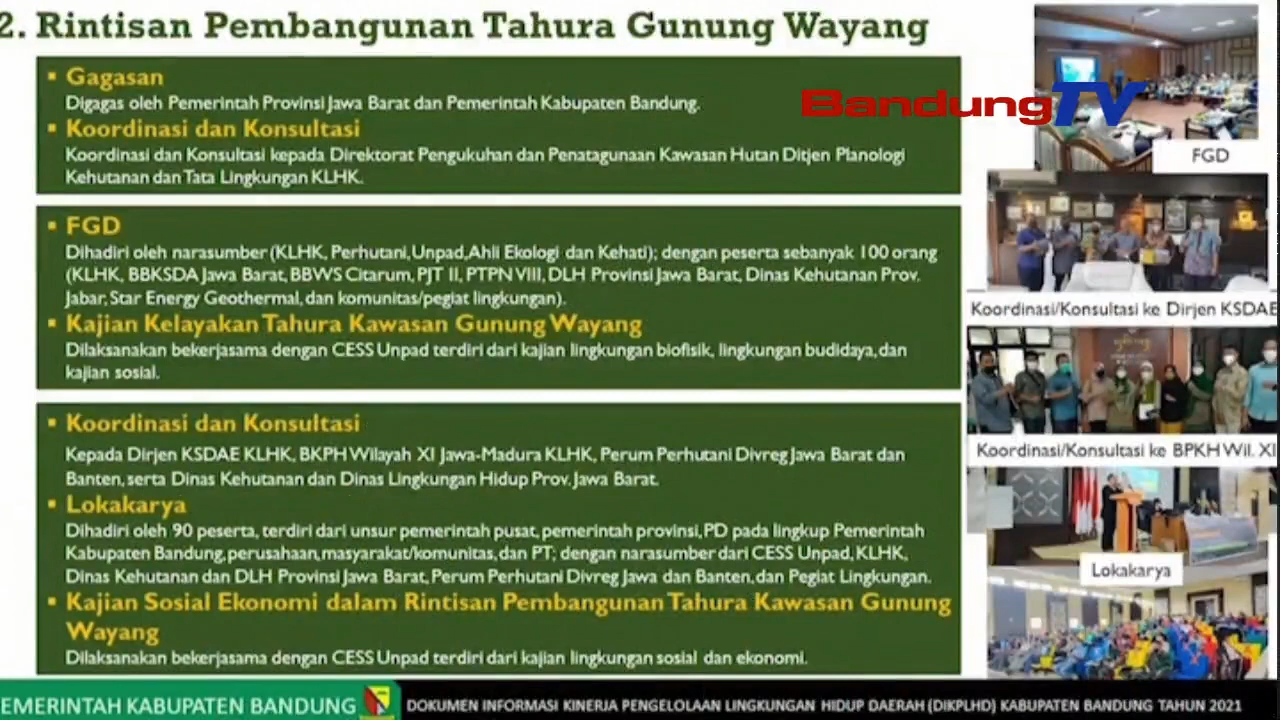 2. Rintisan Pembangunan Tahura Gunung Wayang
▪ Gagasan
Digagas oleh Pemerintah Provinsi Jawa Barat dan Pemerintah Kabupaten Bandung.
▪ Koordinasi dan Konsultasi
Koordinasi dan Konsultasi kepada Direktorat Pengukuhan dan Penatagunaan Kawasan Hutan Ditjen Planologi
Kehutanan dan Tata Lingkungan KLHK.
▪ FGD
Dihadiri oleh narasumber (KLHK, Perhutani, Unpad, Ahli Ekologi dan Kehati); dengan peserta sebanyak 100 orang
(KLHK, BBKSDA Jawa Barat, BBWS Citarum, PJT II, PTPN VIII, DLH Provinsi Jawa Barat, Dinas Kehutanan Prov.
Jabar, Star Energy Geothermal, dan komunitas/pegiat lingkungan).
▪ Kajian Kelayakan Tahura Kawasan Gunung Wayang
Dilaksanakan bekerjasama dengan CESS Unpad terdiri dari kajian lingkungan biofisik, lingkungan budidaya, dan
kajian sosial.
▪ Koordinasi dan Konsultasi
Kepada Dirjen KSDAE KLHK, BKPH Wilayah XI Jawa-Madura KLHK, Perum Perhutani Divreg Jawa Barat dan
Banten, serta Dinas Kehutanan dan Dinas Lingkungan Hidup Prov. Jawa Barat.
▪ Lokakarya
Dihadiri oleh 90 peserta, terdiri dari unsur pemerintah pusat, pemerintah provinsi, PD pada lingkup Pemerintah
Kabupaten Bandung, perusahaan, masyarakat/komunitas, dan PT; dengan narasumber dari CESS Unpad, KLHK,
Dinas Kehutanan dan DLH Provinsi Jawa Barat, Perum Perhutani Divreg Jawa dan Banten, dan Pegiat Lingkungan.
▪ Kajian Sosial Ekonomi dalam Rintisan Pembangunan Tahura Kawasan Gunung
Wayang
Dilaksanakan bekerjasama dengan CESS Unpad terdiri dari kajian lingkungan sosial dan ekonomi.
BandungTV
FGD
Koordinasi/Konsultasi ke Dirjen KSDAE
Koordinasi/Konsultasi ke BPKH Wil. XI
Lokakarya
EMERINTAH KABUPATEN BANDUNG
DOKUMEN INFORMASI KINERJA PENGELOLAAN LINGKUNGAN HIDUP DAERAH (DIKPLHD) KABUPATEN BANDUNG TAHUN 2021